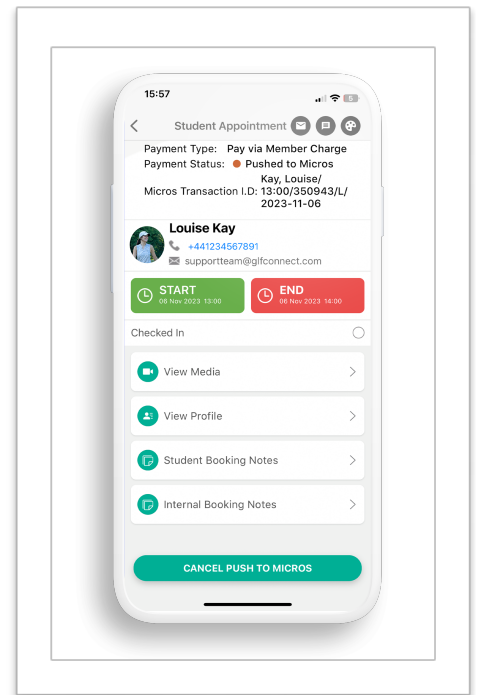 15:57
5
Student Appointment
Payment Type: Pay via Member Charge
Payment Status: Pushed to Micros
Micros Transaction I.D: Kay, Louise/
13:00/350943/L/
2023-11-06
Louise Kay
+441234567891
supportteam@glfconnect.com
START
06 Nov 2023 13:00
END
06 Nov 2023 14:00
Checked In
View Media
View Profile
Student Booking Notes
Internal Booking Notes
CANCEL PUSH TO MICROS